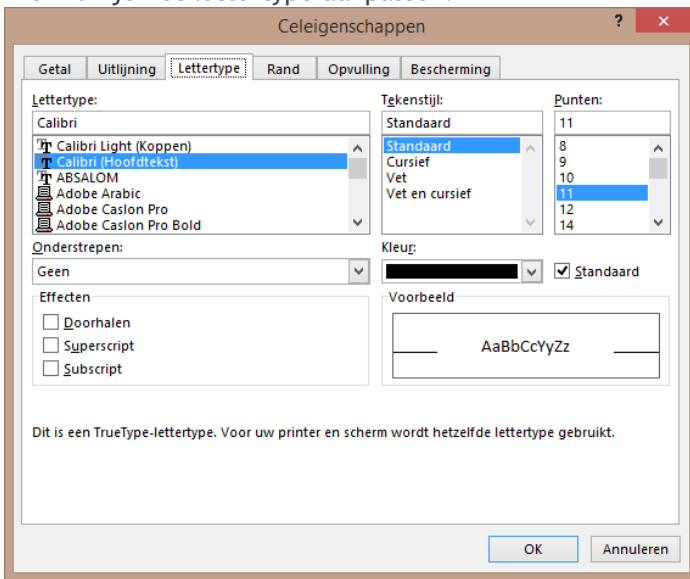 Celeigenschappen ?
Getal Uitlijning Lettertype Rand Opvulling Bescherming
Lettertype: Tekenstijl: Punten:
Calibri Standaard 11
Calibri Light (Koppen) Standaard 8
Calibri (Hoofdtekst) Cursief 9
ABSALOM Vet 10
Adobe Arabic Vet en cursief 11
Adobe Caslon Pro 12
Adobe Caslon Pro Bold 14
Onderstrepen: Kleur:
Geen Standaard
Effecten Voorbeeld
Doorhalen
Superscript AaBbCcYyZz
Subscript
Dit is een TrueType-lettertype. Voor uw printer en scherm wordt hetzelfde lettertype gebruikt.
OK Annuleren